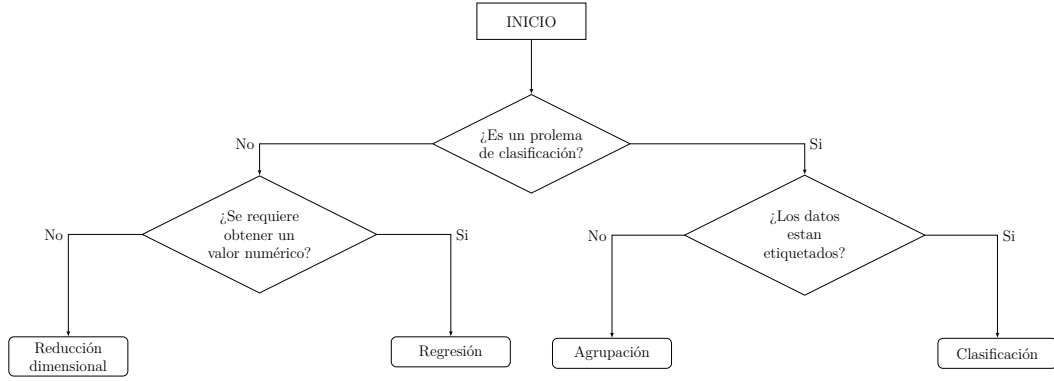 INICIO
¿Es un prolema
de clasificación?
No
Si
¿Se requiere
obtener un
valor numérico?
¿Los datos
estan
etiquetados?
No
Si
No
Si
Reducción
dimensional
Regresión
Agrupación
Clasificación